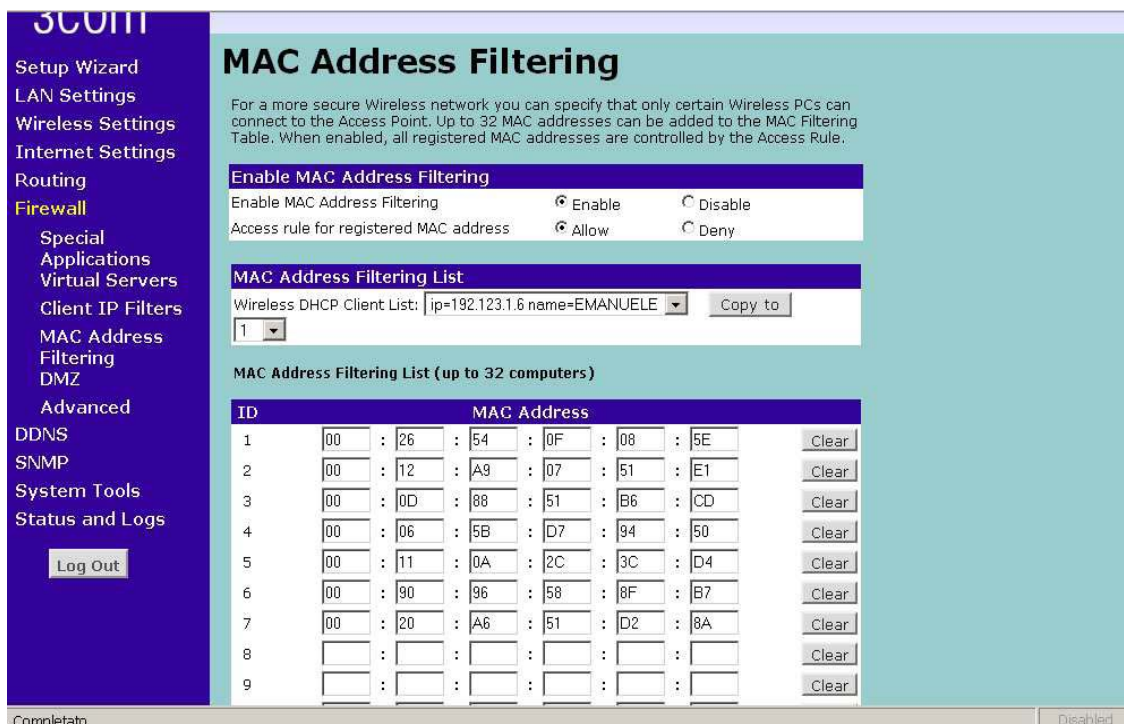 3com
Setup Wizard
LAN Settings
Wireless Settings
Internet Settings
Routing
Firewall
Special
Applications
Virtual Servers
Client IP Filters
MAC Address
Filtering
DMZ
Advanced
DDNS
SNMP
System Tools
Status and Logs
Log Out
MAC Address Filtering
For a more secure Wireless network you can specify that only certain Wireless PCs can
connect to the Access Point. Up to 32 MAC addresses can be added to the MAC Filtering
Table. When enabled, all registered MAC addresses are controlled by the Access Rule.
Enable MAC Address Filtering
Enable MAC Address Filtering Enable Disable
Access rule for registered MAC address Allow Deny
MAC Address Filtering List
Wireless DHCP Client List: ip=192.123.1.6 name=EMANUELE Copy to
1
MAC Address Filtering List (up to 32 computers)
ID MAC Address
1 00 : 26 : 54 : 0F : 08 : 5E Clear
2 00 : 12 : A9 : 07 : 51 : E1 Clear
3 00 : 0D : 88 : 51 : B6 : CD Clear
4 00 : 06 : 5B : D7 : 94 : 50 Clear
5 00 : 11 : 0A : 2C : 3C : D4 Clear
6 00 : 90 : 96 : 58 : 8F : B7 Clear
7 00 : 20 : A6 : 51 : D2 : 8A Clear
8 : : : : : Clear
9 : : : : : Clear
Completato Disabled